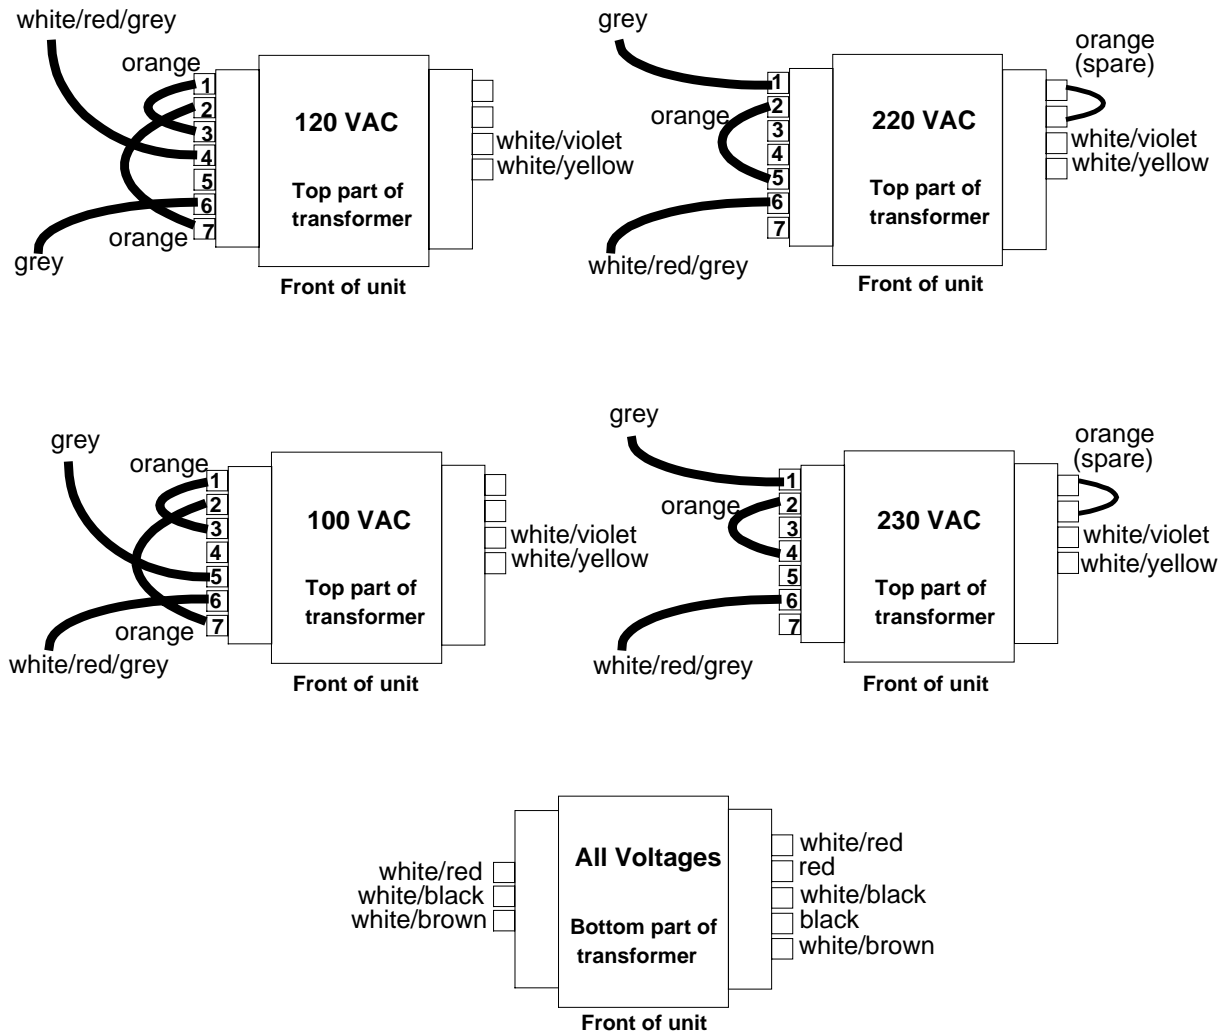 white/red/grey
orange
1
2
3
4
5
6
7
orange
grey
120 VAC
Top part of
transformer
white/violet
white/yellow
Front of unit
grey
orange
1
2
3
4
5
6
7
white/red/grey
220 VAC
Top part of
transformer
orange
(spare)
white/violet
white/yellow
Front of unit
grey
orange
1
2
3
4
5
6
7
orange
white/red/grey
100 VAC
Top part of
transformer
white/violet
white/yellow
Front of unit
grey
orange
1
2
3
4
5
6
7
white/red/grey
230 VAC
Top part of
transformer
orange
(spare)
white/violet
white/yellow
Front of unit
white/red
white/black
white/brown
All Voltages
Bottom part of
transformer
white/red
red
white/black
black
white/brown
Front of unit